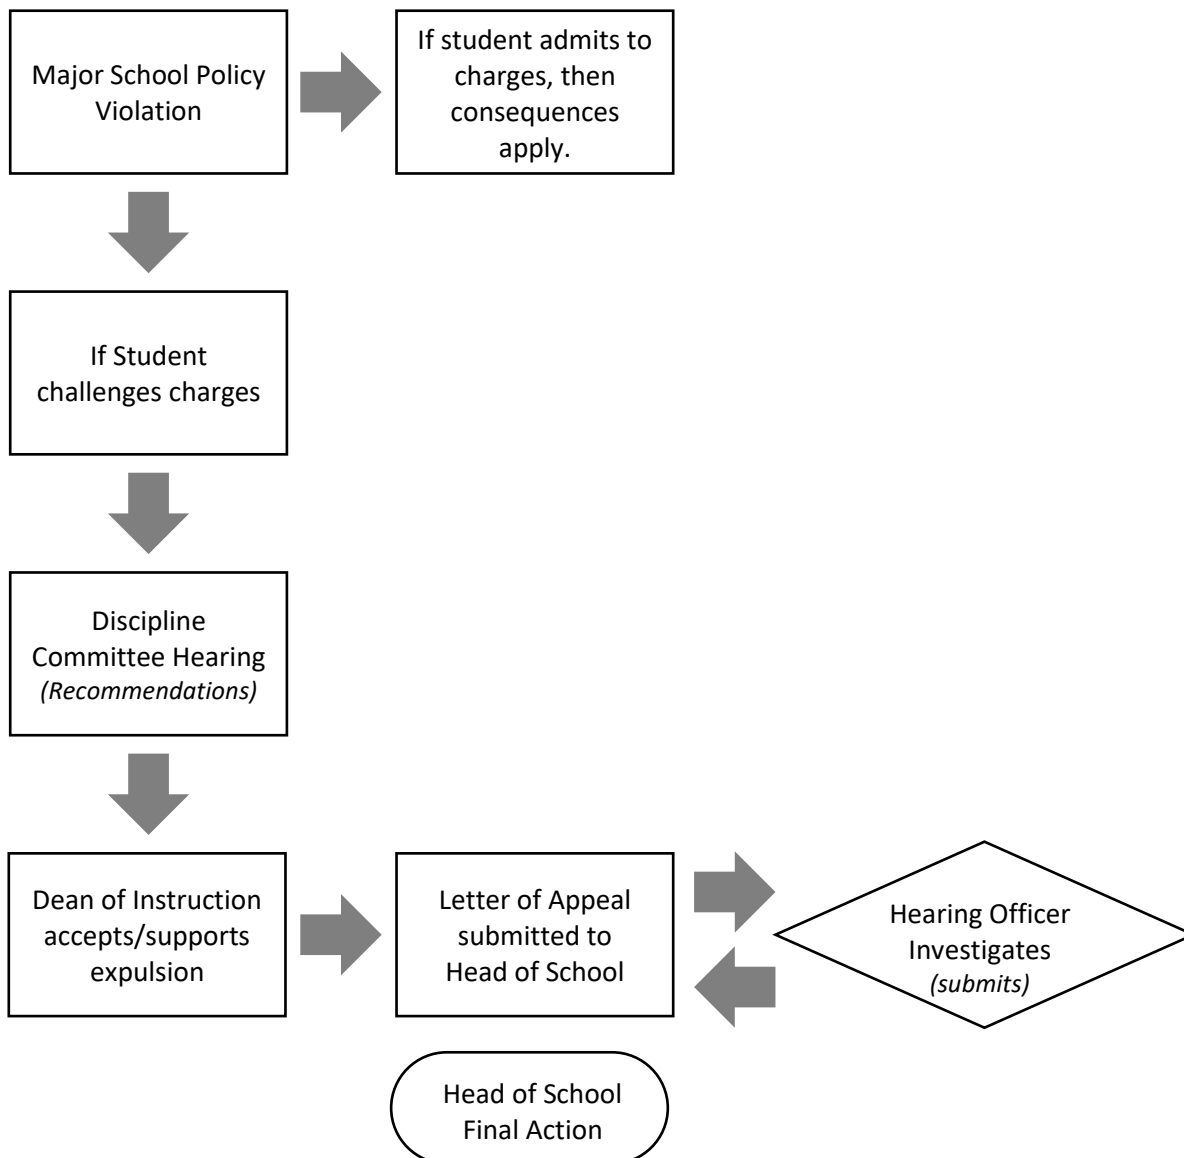 Major School Policy
Violation
If student admits to
charges, then
consequences
apply.
If Student
challenges charges
Discipline
Committee Hearing
(Recommendations)
Dean of Instruction
accepts/supports
expulsion
Letter of Appeal
submitted to
Head of School
Hearing Officer
Investigates
(submits)
Head of School
Final Action